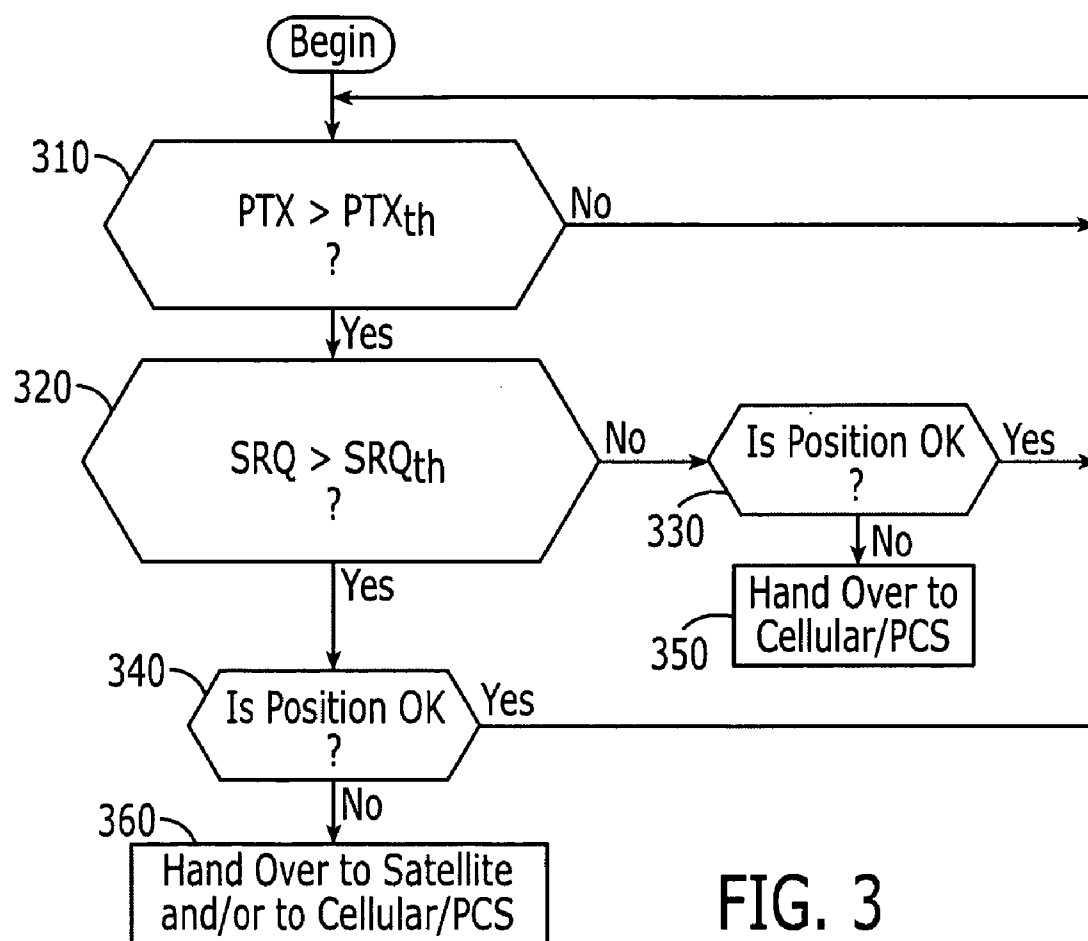 Begin
310
PTX > PTXth
?
No
Yes
320
SRQ > SRQth
?
No
Is Position OK
?
Yes
330
No
Yes
Hand Over to
Cellular/PCS
350
340
Is Position OK
?
Yes
No
360
Hand Over to Satellite
and/or to Cellular/PCS
FIG. 3